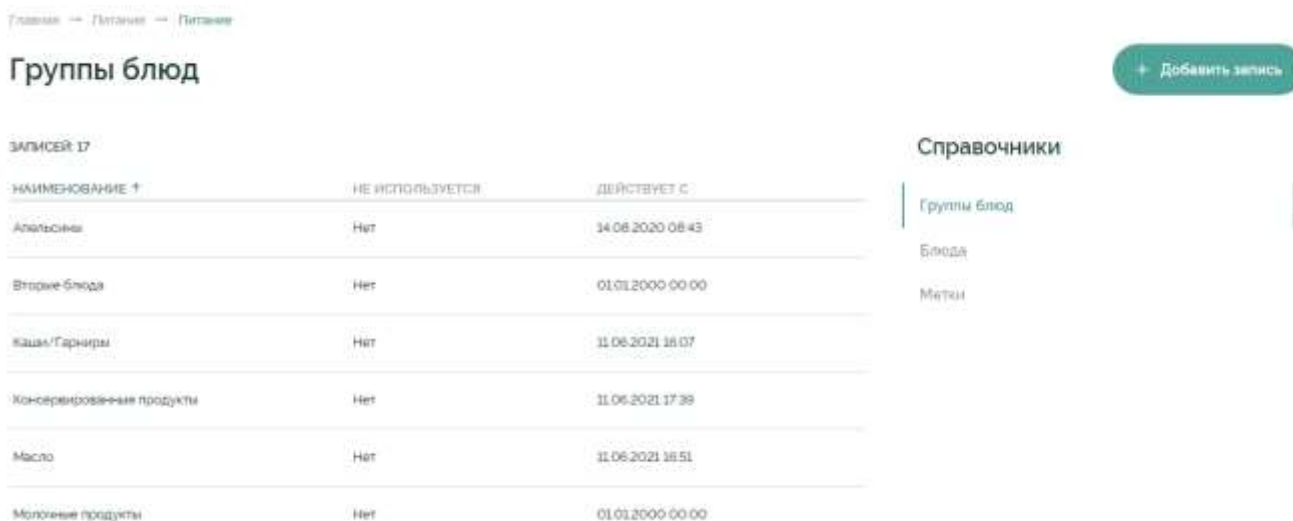 Главная → Питание → Питание
Группы блюд
+ Добавить запись
ЗАПИСЕЙ: 17
НАИМЕНОВАНИЕ ↑ НЕ ИСПОЛЬЗУЕТСЯ ДЕЙСТВУЕТ С
Апельсины Нет 14.08.2020 08:43
Вторые блюда Нет 01.01.2000 00:00
Каши/Гарниры Нет 11.06.2021 16:07
Консервированные продукты Нет 11.06.2021 17:39
Масло Нет 11.06.2021 16:51
Молочные продукты Нет 01.01.2000 00:00
Справочники
Группы блюд
Блюда
Метки